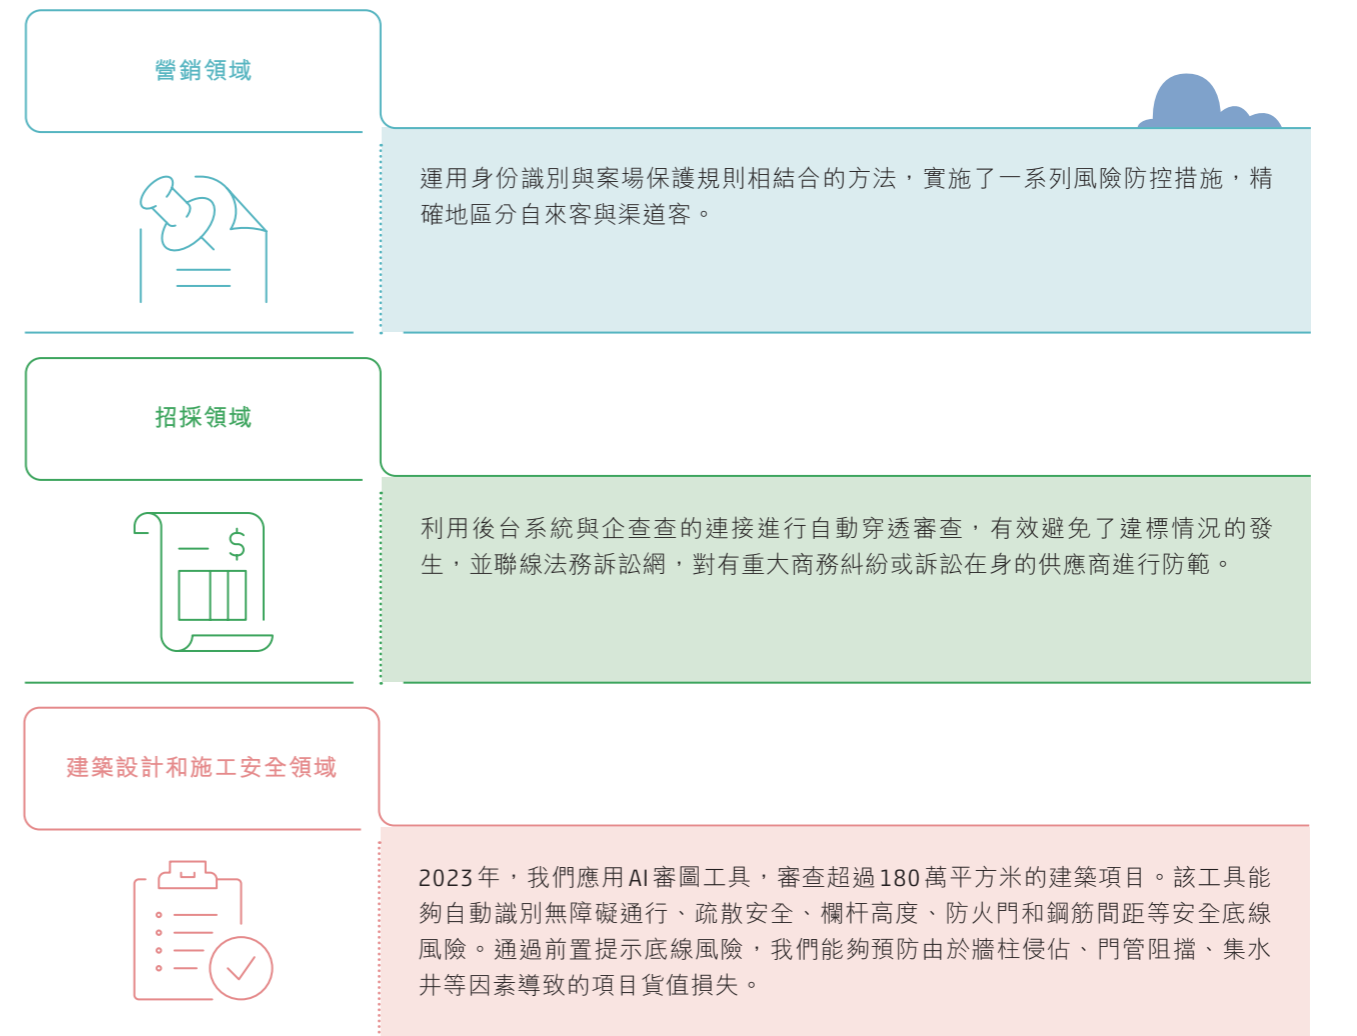 營銷領域
運用身份識別與案場保護規則相結合的方法，實施了一系列風險防控措施，精
確地區分自來客與渠道客。
招採領域
$
利用後台系統與企查查的連接進行自動穿透審查，有效避免了違標情況的發
生，並聯線法務訴訟網，對有重大商務糾紛或訴訟在身的供應商進行防範。
建築設計和施工安全領域
2023年，我們應用AI審圖工具，審查超過180萬平方米的建築項目。該工具能
夠自動識別無障礙通行、疏散安全、欄杆高度、防火門和鋼筋間距等安全底線
風險。通過前置提示底線風險，我們能夠預防由於牆柱侵佔、門管阻擋、集水
井等因素導致的項目貨值損失。